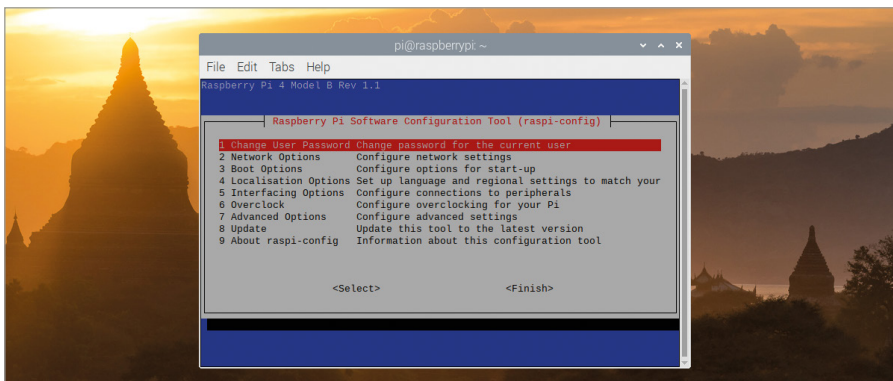 pi@raspberrypi: ~
File Edit Tabs Help
Raspberry Pi 4 Model B Rev 1.1
Raspberry Pi Software Configuration Tool (raspi-config)
1 Change User Password Change password for the current user
2 Network Options Configure network settings
3 Boot Options Configure options for start-up
4 Localisation Options Set up language and regional settings to match your
5 Interfacing Options Configure connections to peripherals
6 Overclock Configure overclocking for your Pi
7 Advanced Options Configure advanced settings
8 Update Update this tool to the latest version
9 About raspi-config Information about this configuration tool
<Select> <Finish>